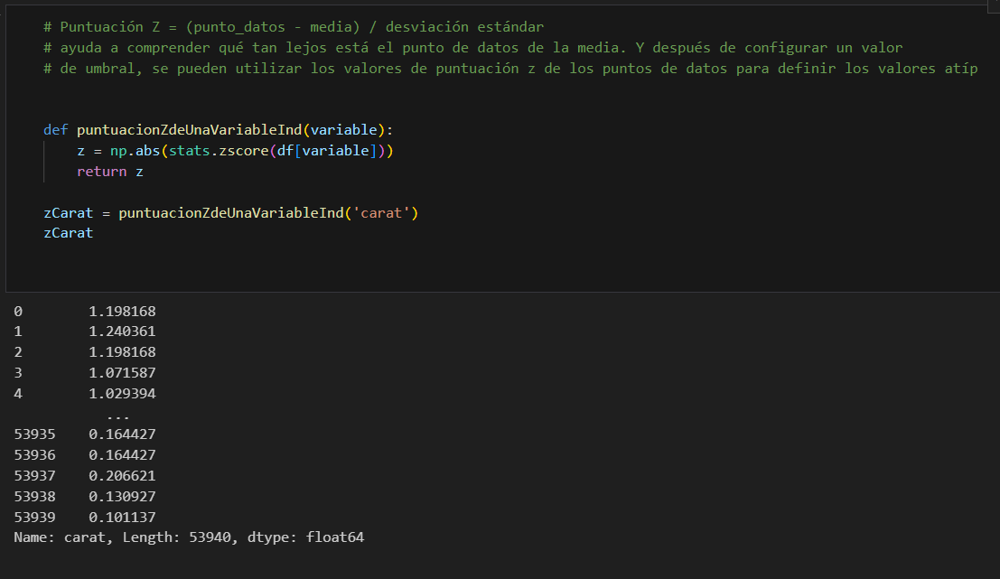 # Puntuación Z = (punto_datos - media) / desviación estándar
# ayuda a comprender qué tan lejos está el punto de datos de la media. Y después de configurar un valor
# de umbral, se pueden utilizar los valores de puntuación z de los puntos de datos para definir los valores atíp
def puntuacionZdeUnaVariableInd(variable):
    z = np.abs(stats.zscore(df[variable]))
    return z
zCarat = puntuacionZdeUnaVariableInd('carat')
zCarat
0        1.198168
1        1.240361
2        1.198168
3        1.071587
4        1.029394
           ...
53935    0.164427
53936    0.164427
53937    0.206621
53938    0.130927
53939    0.101137
Name: carat, Length: 53940, dtype: float64